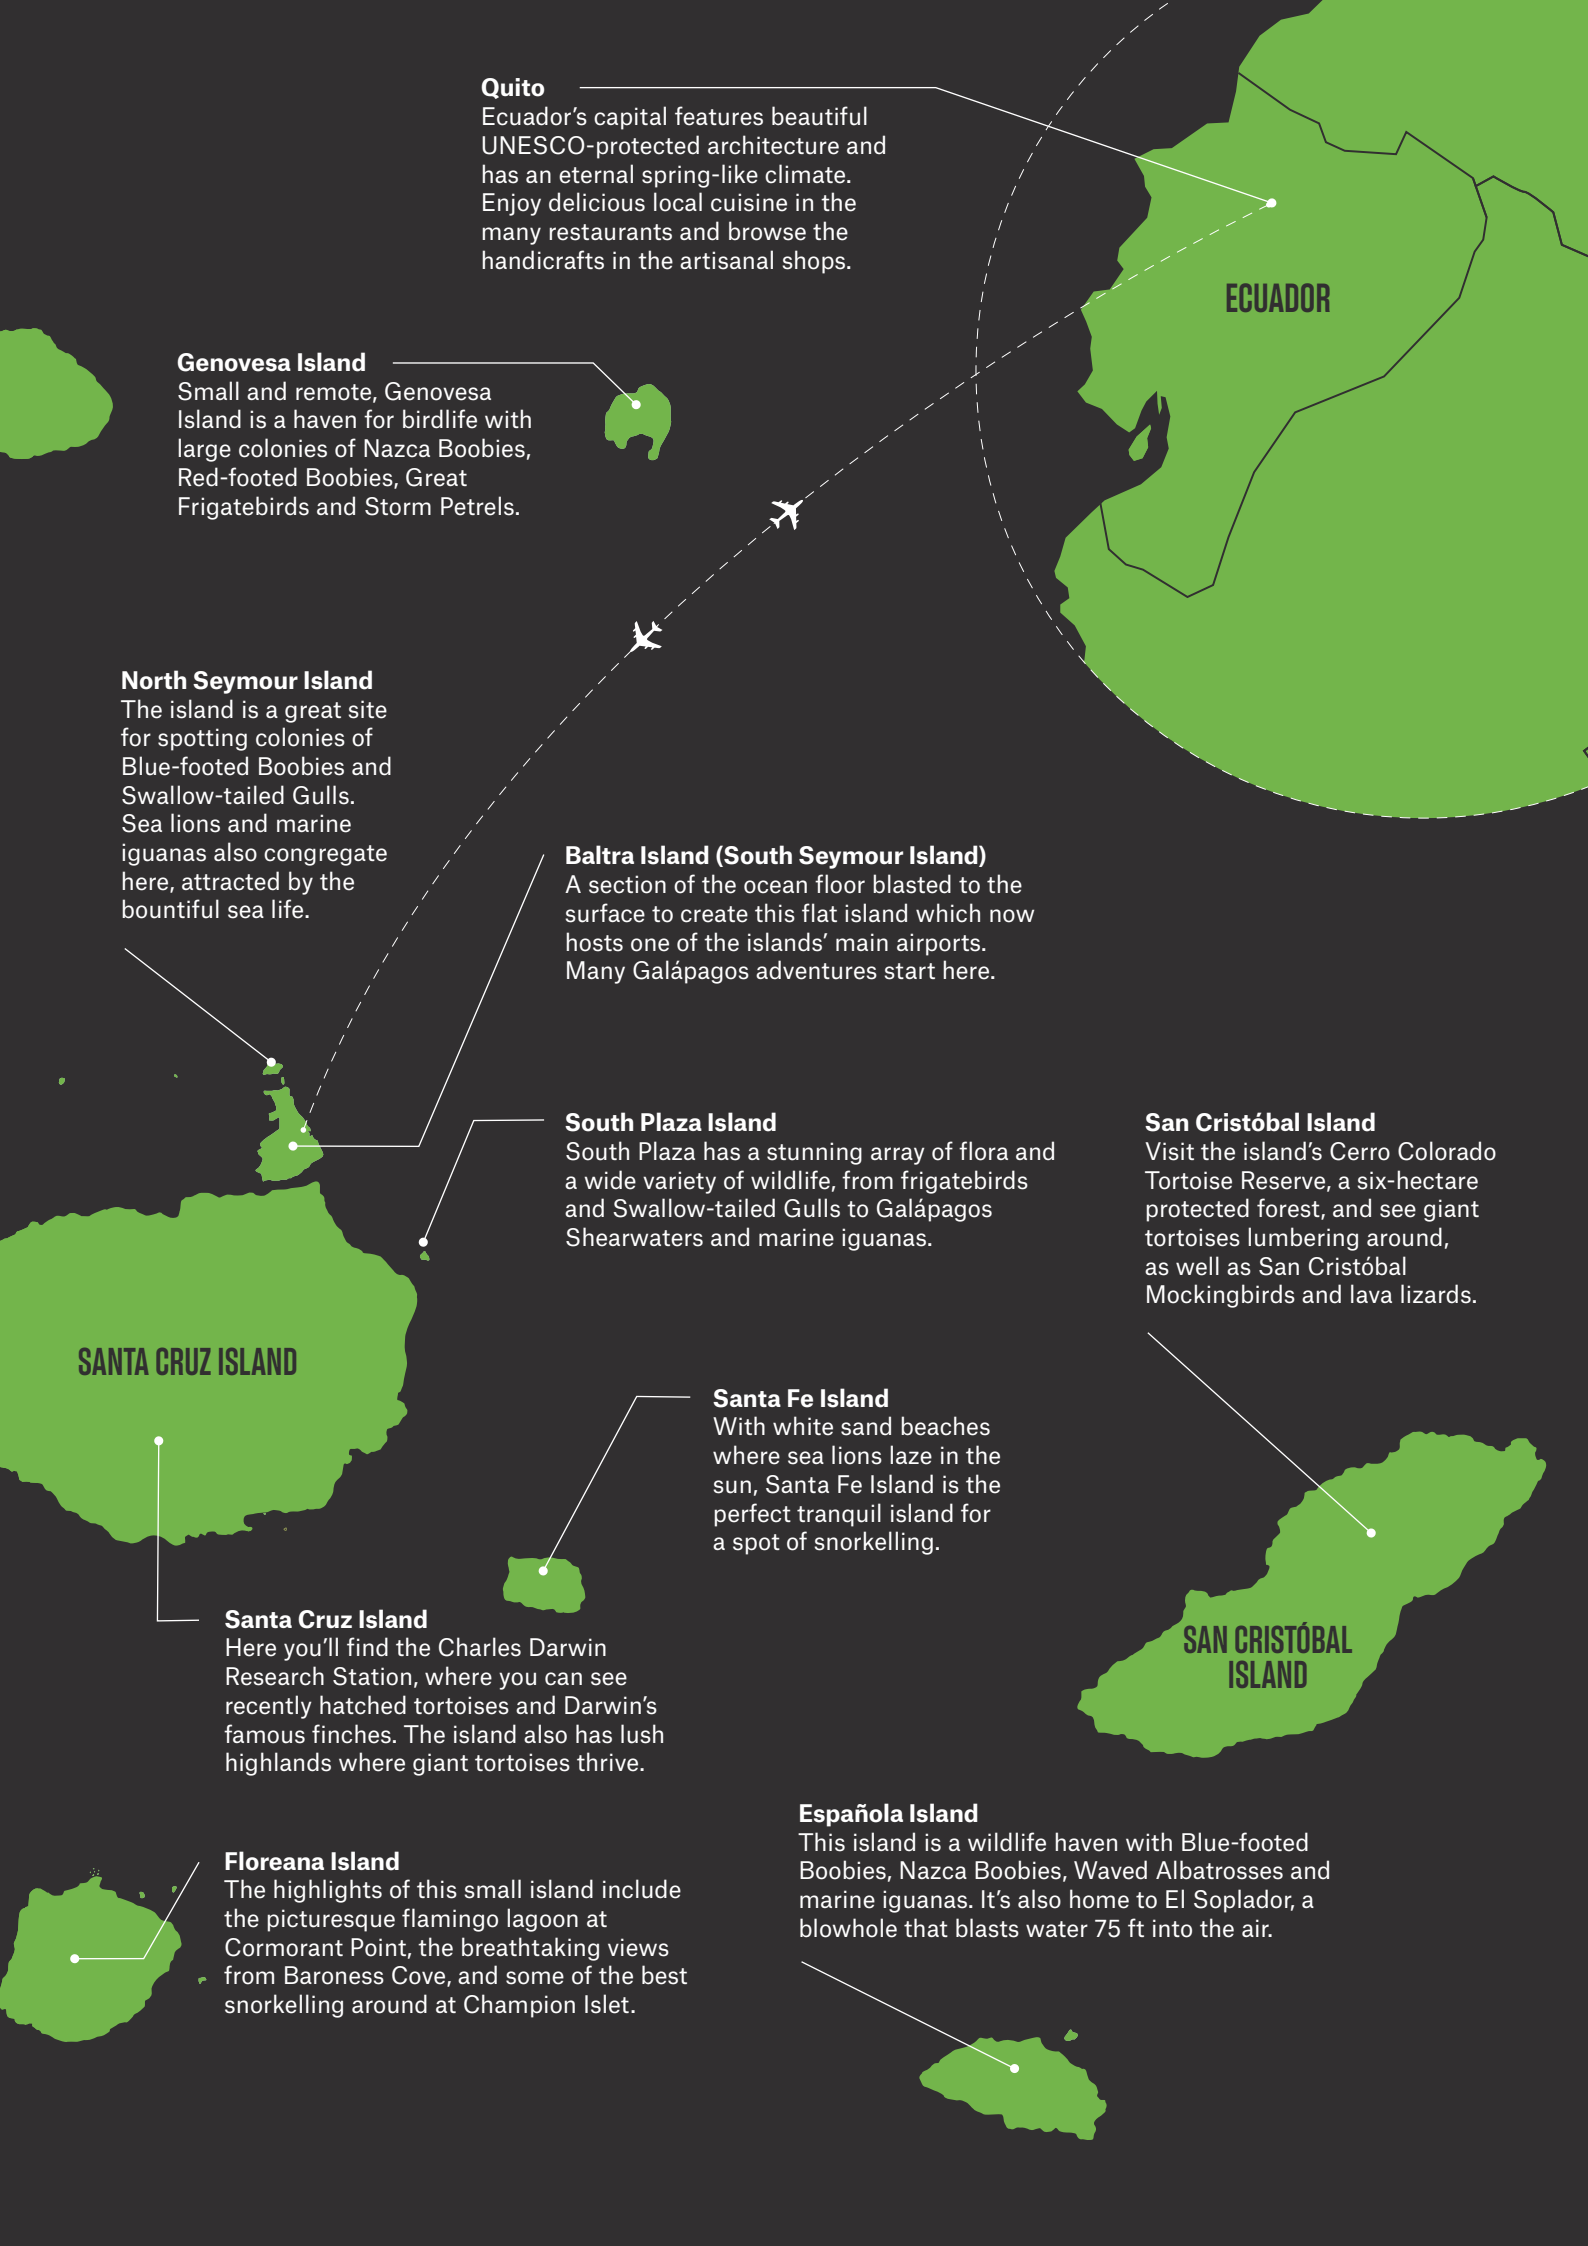 Quito
Ecuador’s capital features beautiful
UNESCO-protected architecture and
has an eternal spring-like climate.
Enjoy delicious local cuisine in the
many restaurants and browse the
handicrafts in the artisanal shops.
ECUADOR
Genovesa Island
Small and remote, Genovesa
Island is a haven for birdlife with
large colonies of Nazca Boobies,
Red-footed Boobies, Great
Frigatebirds and Storm Petrels.
North Seymour Island
The island is a great site
for spotting colonies of
Blue-footed Boobies and
Swallow-tailed Gulls.
Sea lions and marine
iguanas also congregate
here, attracted by the
bountiful sea life.
Baltra Island (South Seymour Island)
A section of the ocean floor blasted to the
surface to create this flat island which now
hosts one of the islands’ main airports.
Many Galápagos adventures start here.
South Plaza Island
South Plaza has a stunning array of flora and
a wide variety of wildlife, from frigatebirds
and Swallow-tailed Gulls to Galápagos
Shearwaters and marine iguanas.
San Cristóbal Island
Visit the island’s Cerro Colorado
Tortoise Reserve, a six-hectare
protected forest, and see giant
tortoises lumbering around,
as well as San Cristóbal
Mockingbirds and lava lizards.
SANTA CRUZ ISLAND
Santa Fe Island
With white sand beaches
where sea lions laze in the
sun, Santa Fe Island is the
perfect tranquil island for
a spot of snorkelling.
Santa Cruz Island
Here you’ll find the Charles Darwin
Research Station, where you can see
recently hatched tortoises and Darwin’s
famous finches. The island also has lush
highlands where giant tortoises thrive.
SAN CRISTÓBAL
ISLAND
Española Island
This island is a wildlife haven with Blue-footed
Boobies, Nazca Boobies, Waved Albatrosses and
marine iguanas. It’s also home to El Soplador, a
blowhole that blasts water 75 ft into the air.
Floreana Island
The highlights of this small island include
the picturesque flamingo lagoon at
Cormorant Point, the breathtaking views
from Baroness Cove, and some of the best
snorkelling around at Champion Islet.